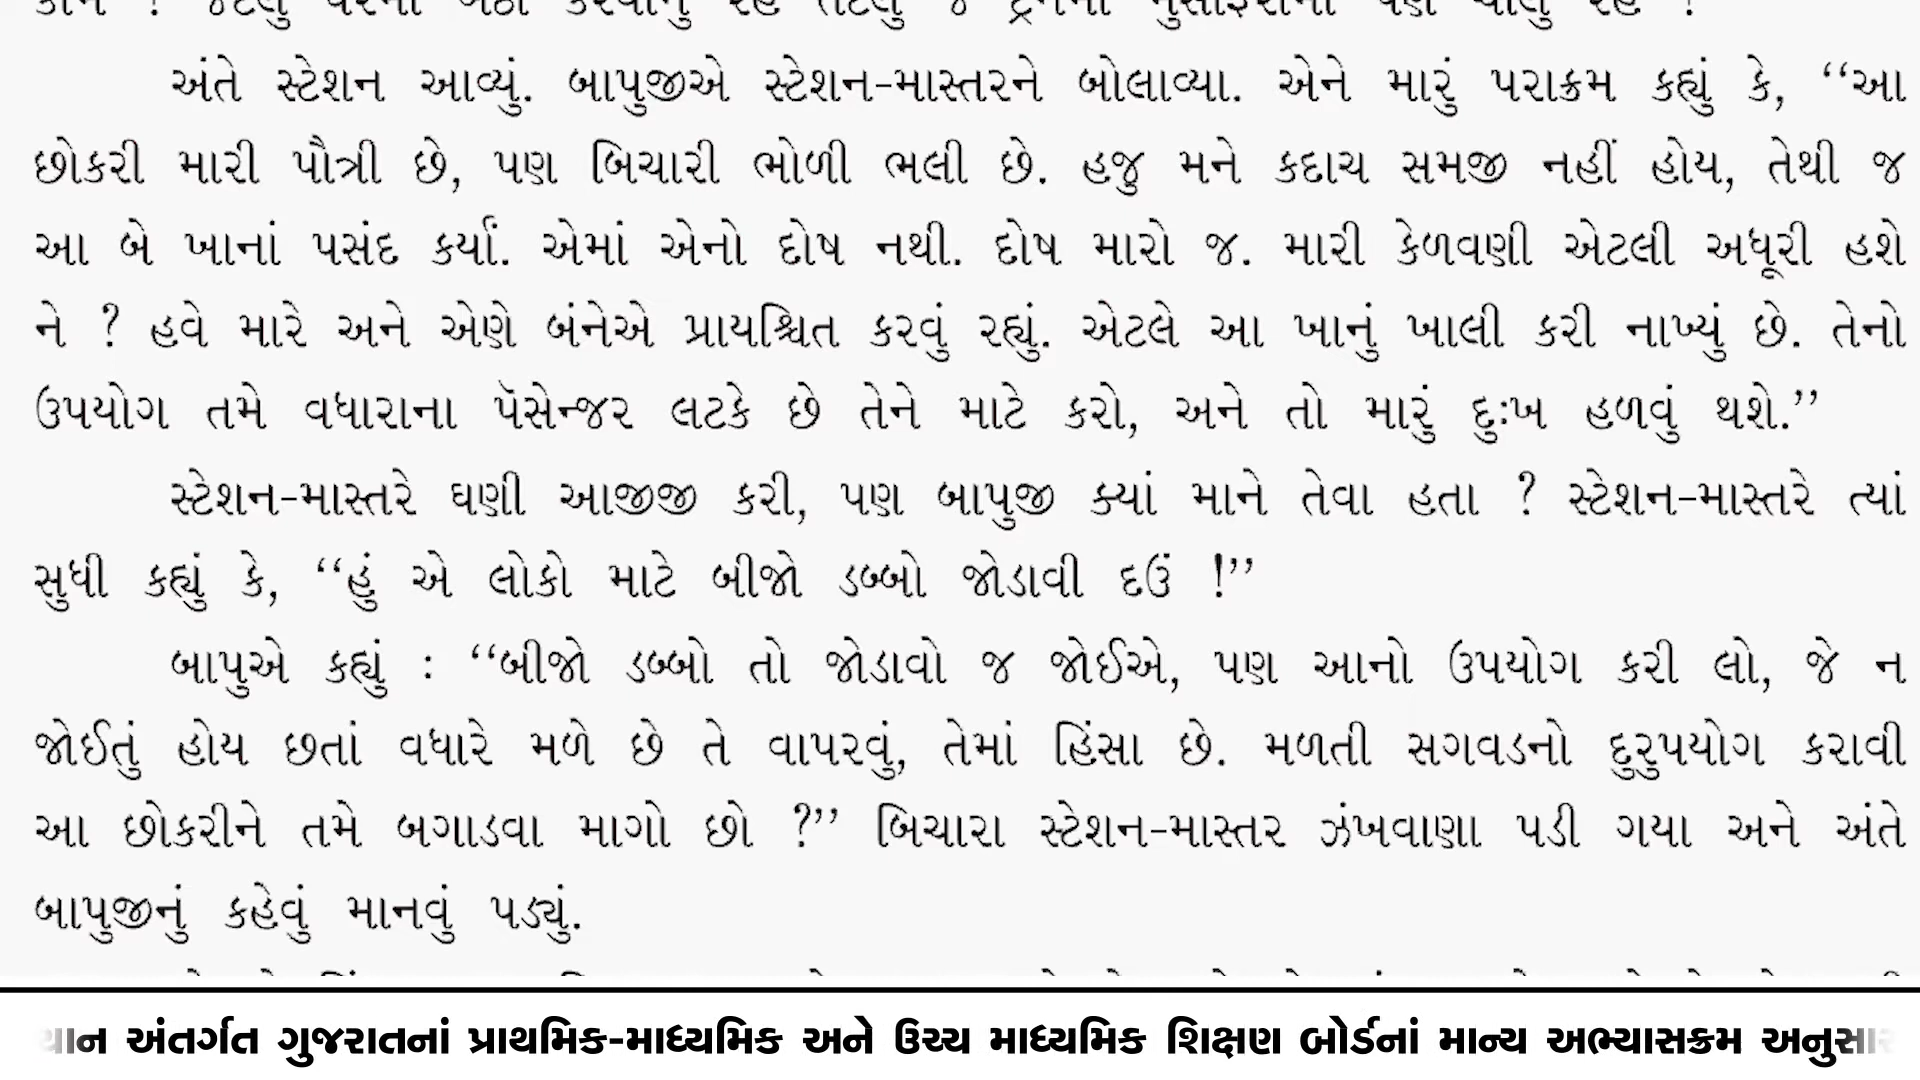 અંતે સ્ટેશન આવ્યું. બાપુજીએ સ્ટેશન-માસ્તરને બોલાવ્યા. એને મારું પરાક્રમ કહ્યું કે, ‘‘આ
છોકરી મારી પૌત્રી છે, પણ બિચારી ભોળી ભલી છે. હજુ મને કદાચ સમજી નહીં હોય, તેથી જ
આ બે ખાનાં પસંદ કર્યાં. એમાં એનો દોષ નથી. દોષ મારો જ. મારી કેળવણી એટલી અધૂરી હશે
ને ? હવે મારે અને એણે બંનેએ પ્રાયશ્ચિત કરવું રહ્યું. એટલે આ ખાનું ખાલી કરી નાખ્યું છે. તેનો
ઉપયોગ તમે વધારાના પૅસેન્જર લટકે છે તેને માટે કરો, અને તો મારું દુઃખ હળવું થશે.’’
સ્ટેશન-માસ્તરે ઘણી આજીજી કરી, પણ બાપુજી ક્યાં માને તેવા હતા ? સ્ટેશન-માસ્તરે ત્યાં
સુધી કહ્યું કે, ‘‘હું એ લોકો માટે બીજો ડબ્બો જોડાવી દઉં !’’
બાપુએ કહ્યું : ‘‘બીજો ડબ્બો તો જોડાવો જ જોઈએ, પણ આનો ઉપયોગ કરી લો, જે ન
જોઈતું હોય છતાં વધારે મળે છે તે વાપરવું, તેમાં હિંસા છે. મળતી સગવડનો દુરુપયોગ કરાવી
આ છોકરીને તમે બગાડવા માગો છો ?’’ બિચારા સ્ટેશન-માસ્તર ઝંખવાણા પડી ગયા અને અંતે
બાપુજીનું કહેવું માનવું પડ્યું.
અંતર્ગત ગુજરાતનાં પ્રાથમિક-માધ્યમિક અને ઉચ્ચ માધ્યમિક શિક્ષણ બોર્ડનાં માન્ય અભ્યાસક્રમ